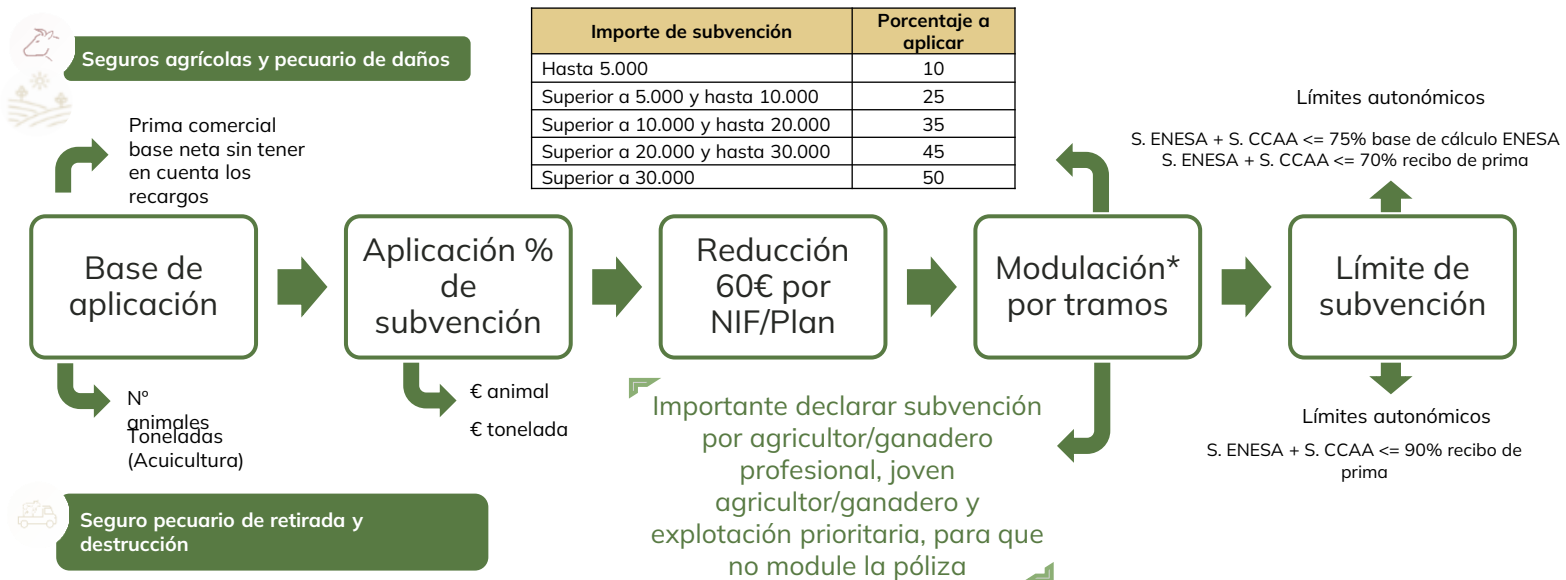 Seguros agrícolas y pecuario de daños
Importe de subvención Porcentaje a
aplicar
Hasta 5.000 10
Superior a 5.000 y hasta 10.000 25
Superior a 10.000 y hasta 20.000 35
Superior a 20.000 y hasta 30.000 45
Superior a 30.000 50
Límites autonómicos
S. ENESA + S. CCAA <= 75% base de cálculo ENESA
S. ENESA + S. CCAA <= 70% recibo de prima
Prima comercial
base neta sin tener
en cuenta los
recargos
Base de
aplicación
Aplicación %
de
subvención
Reducción
60€ por
NIF/Plan
Modulación*
por tramos
Límite de
subvención
Nº
animales
Toneladas
(Acuicultura)
€ animal
€ tonelada
Importante declarar subvención
por agricultor/ganadero
profesional, joven
agricultor/ganadero y
explotación prioritaria, para que
no module la póliza
Límites autonómicos
S. ENESA + S. CCAA <= 90% recibo de
prima
Seguro pecuario de retirada y
destrucción